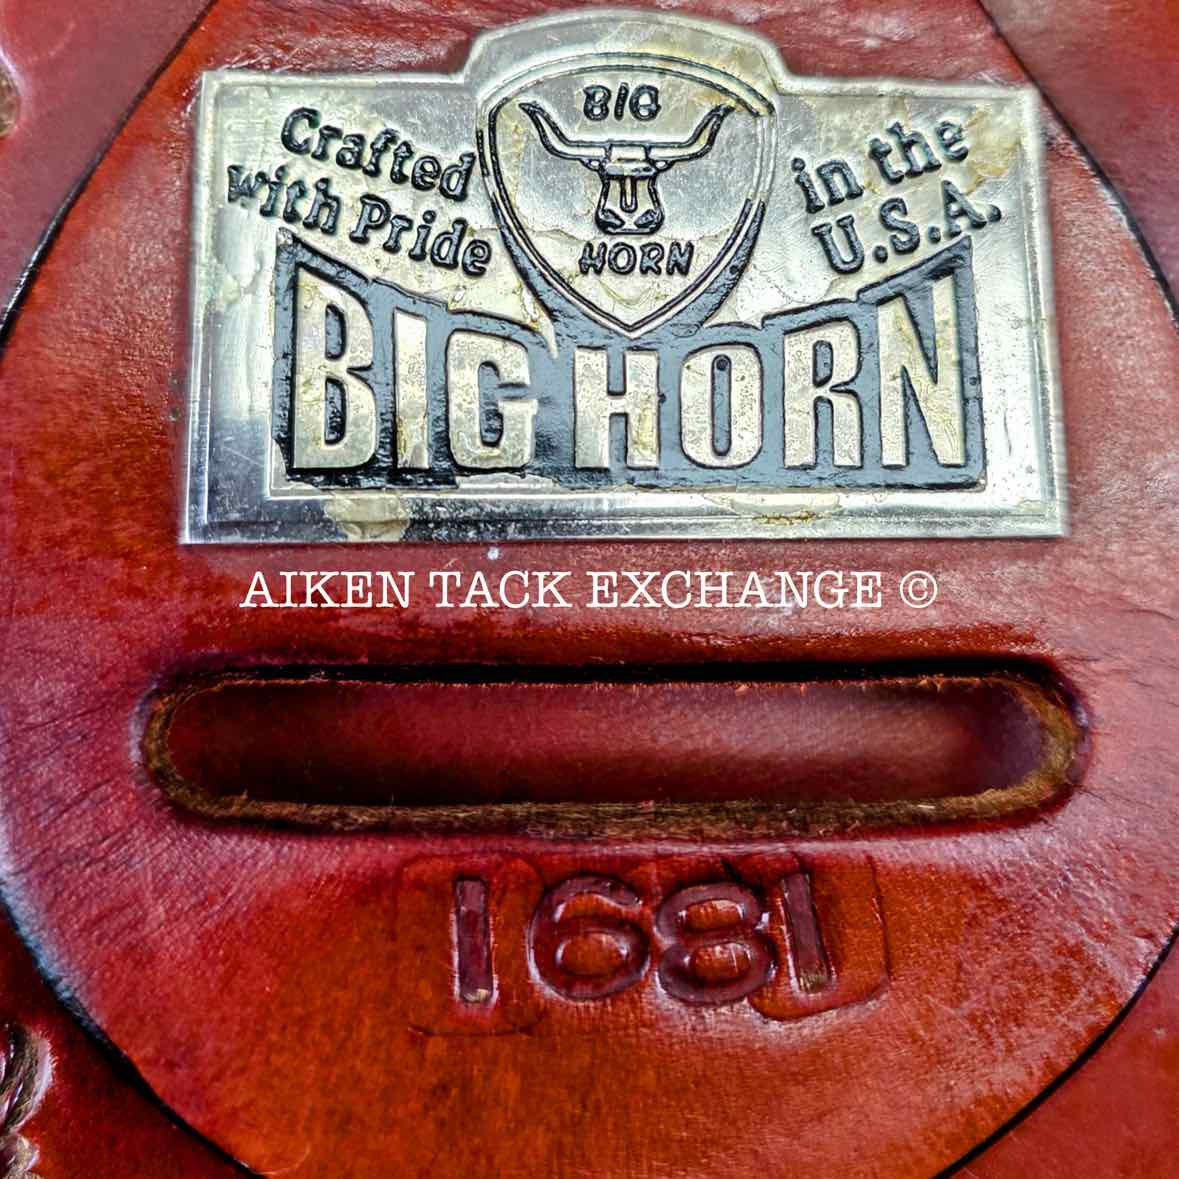 BIG
HORN
Crafted
with Pride
in the
U.S.A.
BIG HORN
AIKEN TACK EXCHANGE ©
1681